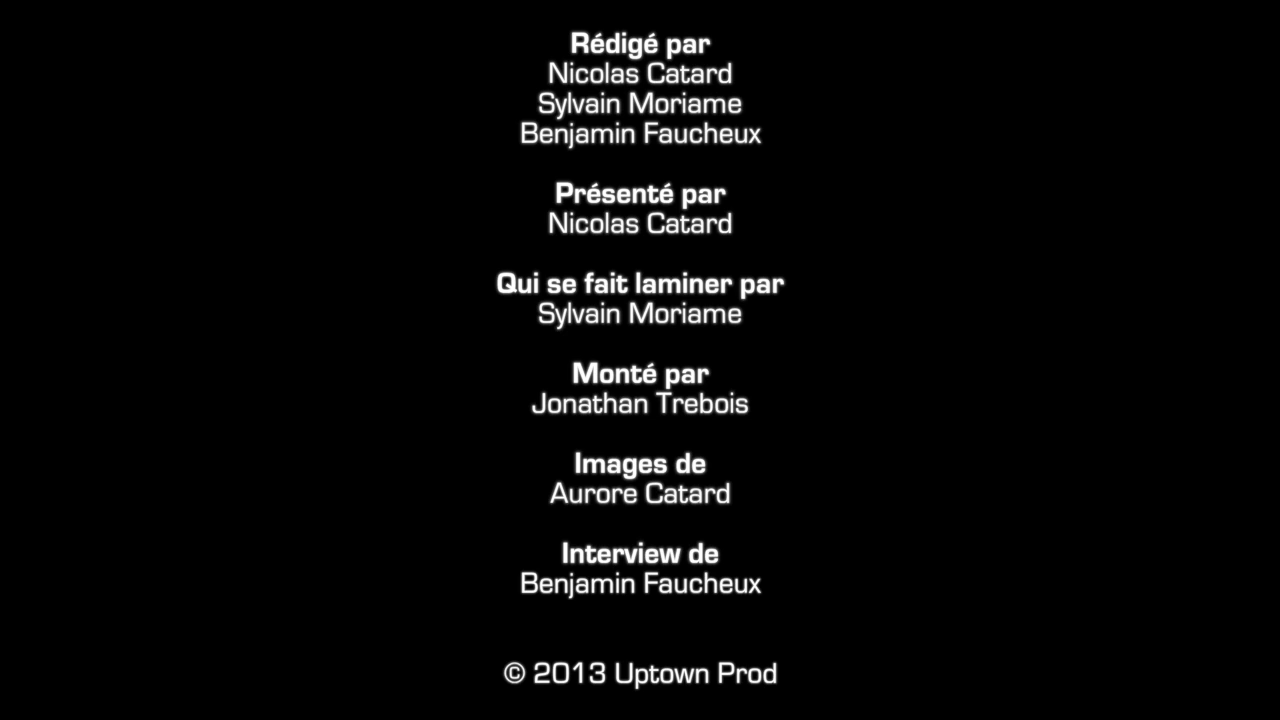 Rédigé par
Nicolas Catard
Sylvain Moriame
Benjamin Faucheux
Présenté par
Nicolas Catard
Qui se fait laminer par
Sylvain Moriame
Monté par
Jonathan Trebois
Images de
Aurore Catard
Interview de
Benjamin Faucheux
© 2013 Uptown Prod